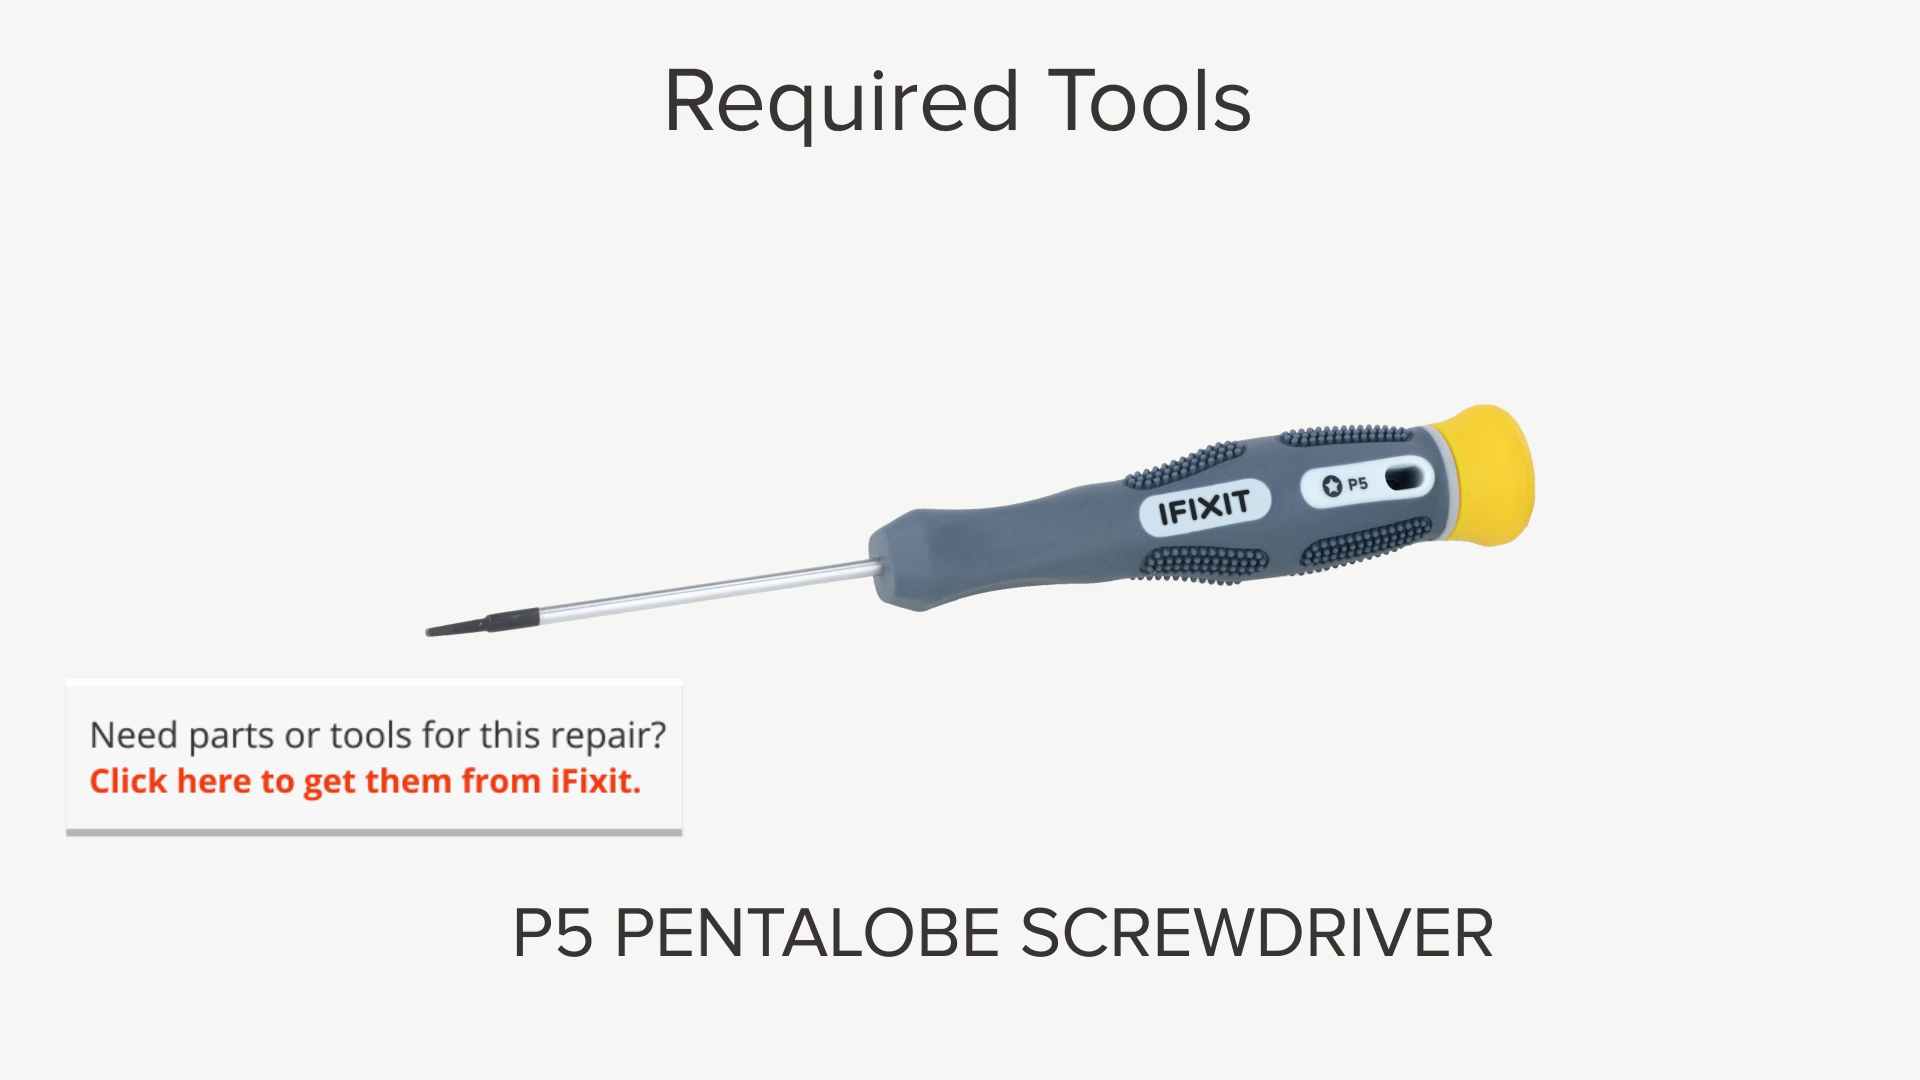 Required Tools
IFIXIT
P5
Need parts or tools for this repair?
Click here to get them from iFixit.
P5 PENTALOBE SCREWDRIVER